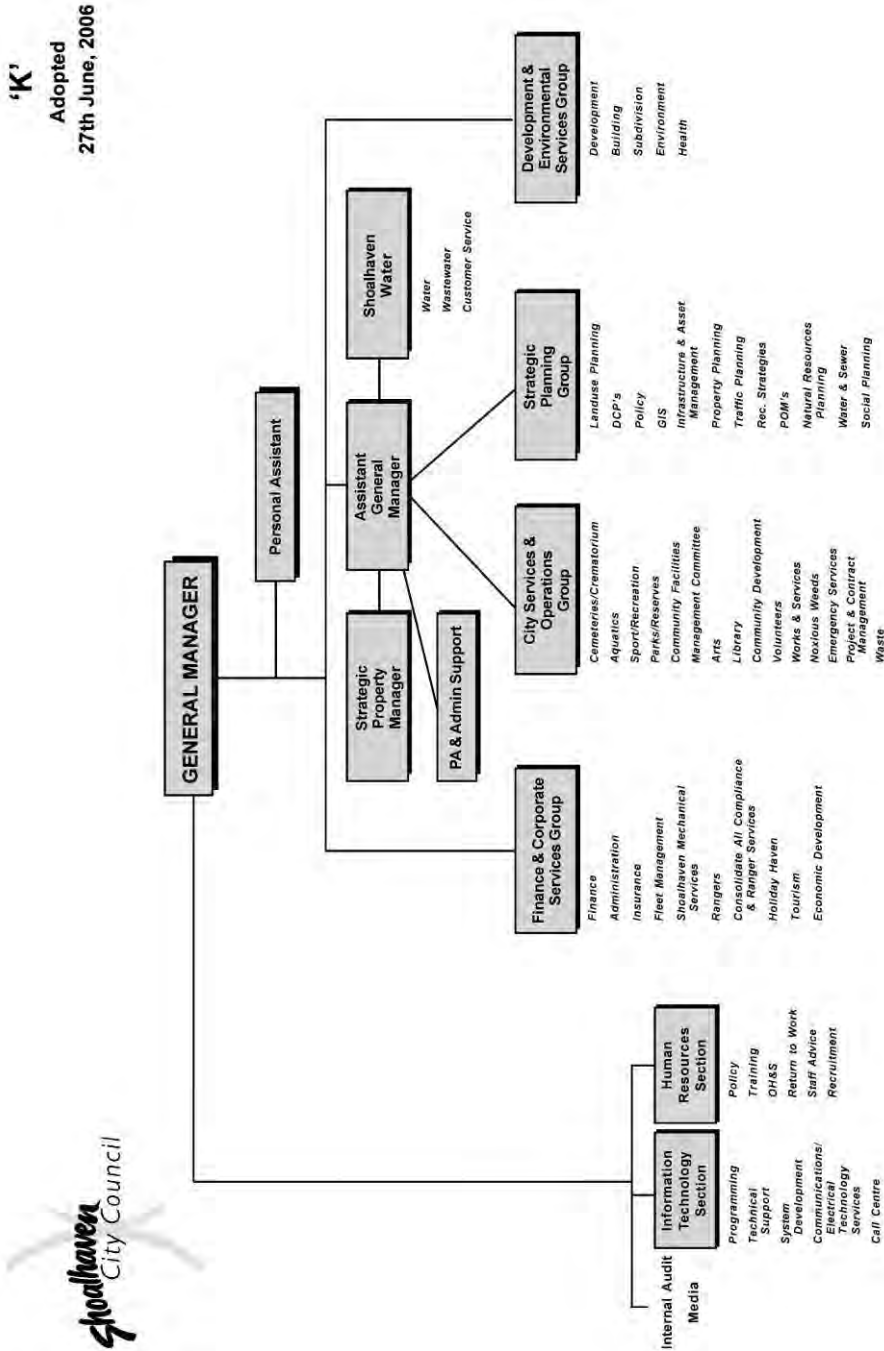 Shoalhaven
City Council
'K'
Adopted
27th June, 2006
GENERAL MANAGER
Personal Assistant
Strategic
Property
Manager
Assistant
General
Manager
Shoalhaven
Water
Water
Wastewater
Customer Service
PA & Admin Support
Internal Audit
Media
Information
Technology
Section
Programming
Technical
Support
System
Development
Communications/
Electrical
Technology
Services
Call Centre
Human
Resources
Section
Policy
Training
OH&S
Return to Work
Staff Advice
Recruitment
Finance & Corporate
Services Group
Finance
Administration
Insurance
Fleet Management
Shoalhaven Mechanical
Services
Rangers
Consolidate All Compliance
& Ranger Services
Holiday Haven
Tourism
Economic Development
City Services &
Operations
Group
Cemeteries/Crematorium
Aquatics
Sport/Recreation
Parks/Reserves
Community Facilities
Management Committee
Arts
Library
Community Development
Volunteers
Works & Services
Noxious Weeds
Emergency Services
Project & Contract
Management
Waste
Strategic
Planning
Group
Landuse Planning
DCP's
Policy
GIS
Infrastructure & Asset
Management
Property Planning
Traffic Planning
Rec. Strategies
POM's
Natural Resources
Planning
Water & Sewer
Social Planning
Development &
Environmental
Services Group
Development
Building
Subdivision
Environment
Health